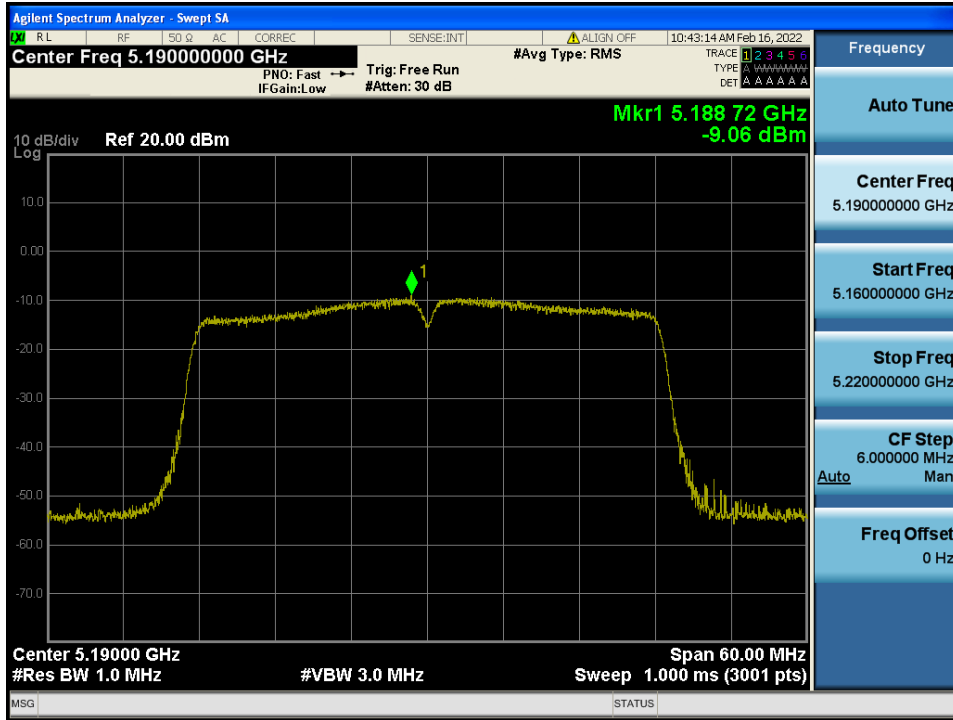 Agilent Spectrum Analyzer - Swept SA
LXI RL RF 50 Ω AC CORREC SENSE:INT ALIGN OFF 10:43:14 AM Feb 16, 2022
Center Freq 5.190000000 GHz
PNO: Fast
IFGain:Low
Trig: Free Run
#Atten: 30 dB
#Avg Type: RMS
TRACE 1 2 3 4 5 6
TYPE A WWWWW
DET A A A A A A
Mkr1 5.188 72 GHz
-9.06 dBm
10 dB/div Ref 20.00 dBm
Log
10.0
0.00
-10.0
-20.0
-30.0
-40.0
-50.0
-60.0
-70.0
1
Center 5.19000 GHz Span 60.00 MHz
#Res BW 1.0 MHz #VBW 3.0 MHz Sweep 1.000 ms (3001 pts)
MSG STATUS
Frequency
Auto Tune
Center Freq
5.190000000 GHz
Start Freq
5.160000000 GHz
Stop Freq
5.220000000 GHz
CF Step
6.000000 MHz
Auto Man
Freq Offset
0 Hz